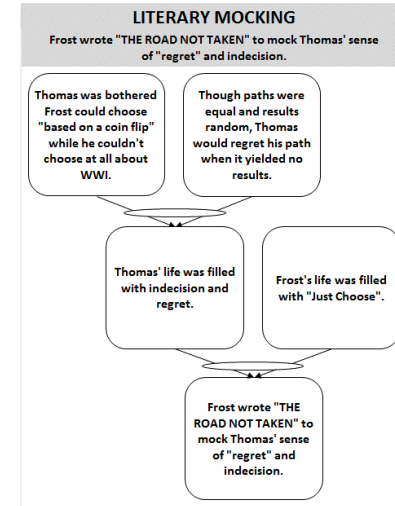 LITERARY MOCKING
Frost wrote "THE ROAD NOT TAKEN" to mock Thomas' sense
of "regret" and indecision.
Thomas was bothered
Frost could choose
"based on a coin flip"
while he couldn't
choose at all about
WWI.
Though paths were
equal and results
random, Thomas
would regret his path
when it yielded no
results.
Thomas' life was filled
with indecision and
regret.
Frost's life was filled
with "Just Choose".
Frost wrote "THE
ROAD NOT TAKEN" to
mock Thomas' sense
of "regret" and
indecision.